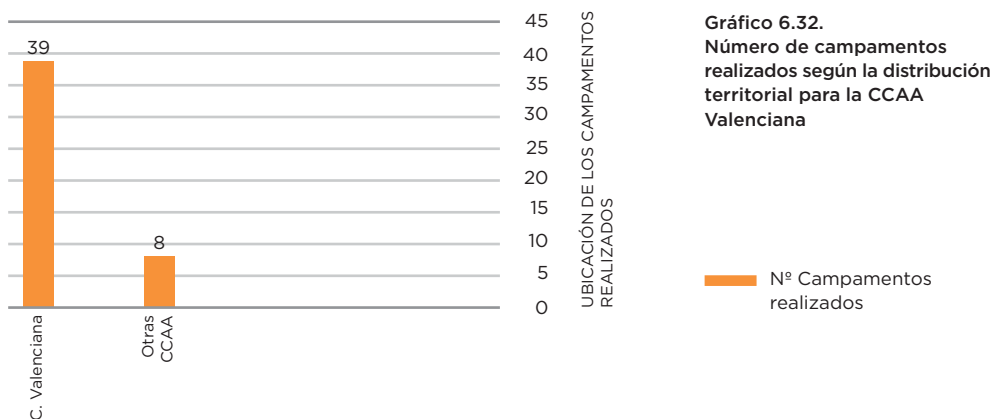 Gráfico 6.32.
Número de campamentos
realizados según la distribución
territorial para la CCAA
Valenciana
45
40
35
30
25
20
15
10
5
0
UBICACIÓN DE LOS CAMPAMENTOS
REALIZADOS
39
8
C. Valenciana
Otras
CCAA
Nº Campamentos
realizados